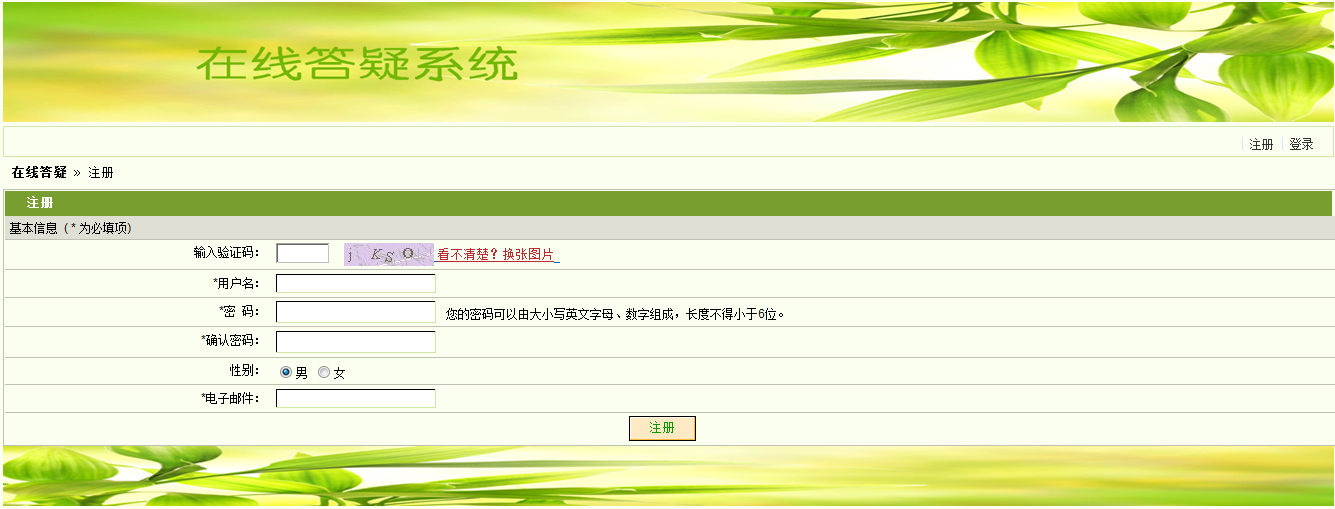 在线答疑系统
注册 登录
在线答疑 » 注册
注册
基本信息（* 为必填项）
输入验证码： j K S O 看不清楚？换张图片
*用户名：
*密 码： 您的密码可以由大小写英文字母、数字组成，长度不得小于6位。
*确认密码：
性别： 男 女
*电子邮件：
注册